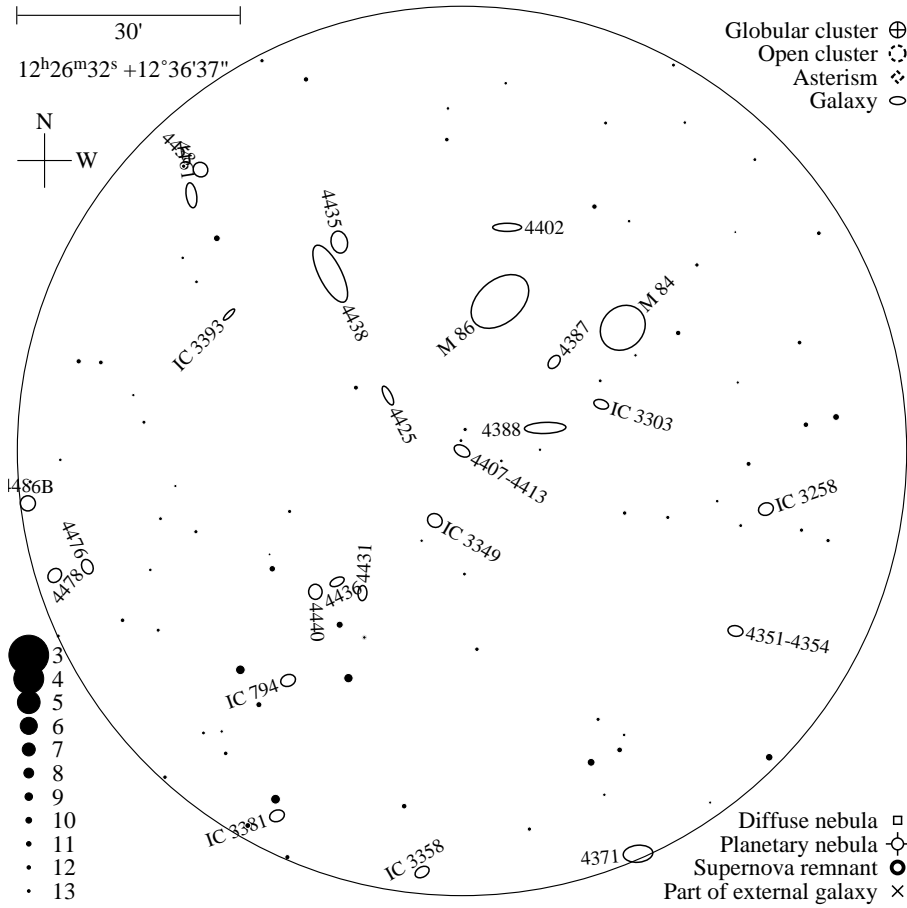 30'
12h26m32s +12°36'37"
N
W
Globular cluster
Open cluster
Asterism
Galaxy
4435
4402
4438
M 86
M 84
4387
IC 3393
4425
4388
IC 3303
4407-4413
4486B
IC 3258
IC 3349
4476
4478
4431
4436
4440
4351-4354
IC 794
IC 3381
IC 3358
4371
3
4
5
6
7
8
9
10
11
12
13
Diffuse nebula
Planetary nebula
Supernova remnant
Part of external galaxy